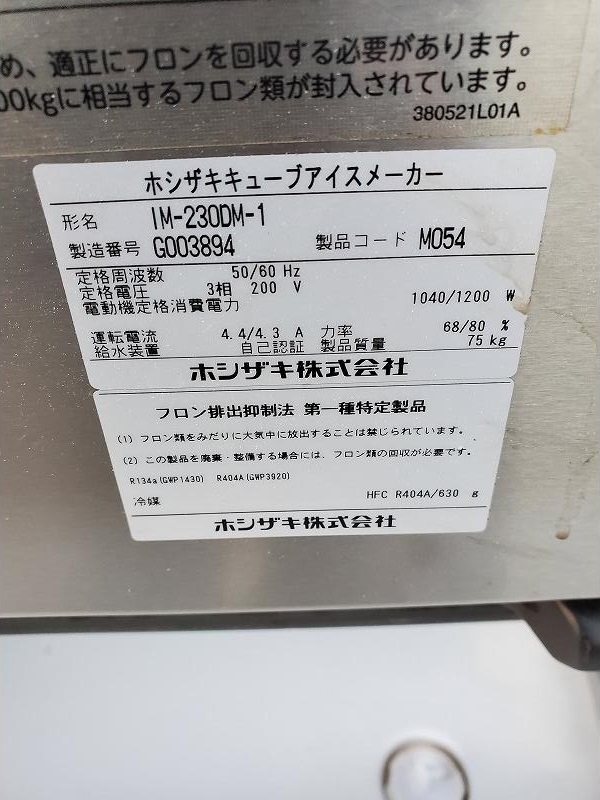 め、適正にフロンを回収する必要があります。
00kgに相当するフロン類が封入されています。
380521L01A
ホシザキキューブアイスメーカー
形名 IM-230DM-1
製造番号 G003894 製品コード M054
定格周波数 50/60 Hz
定格電圧 3相 200 V
電動機定格消費電力 1040/1200 W
運転電流 4.4/4.3 A 力率 68/80 %
給水装置 自己認証 製品質量 75 kg
ホシザキ株式会社
フロン排出抑制法 第一種特定製品
(1) フロン類をみだりに大気中に放出することは禁じられています。
(2) この製品を廃棄・整備する場合には、フロン類の回収が必要です。
R134a(GWP1430) R404A(GWP3920)
冷媒 HFC R404A/630 g
ホシザキ株式会社